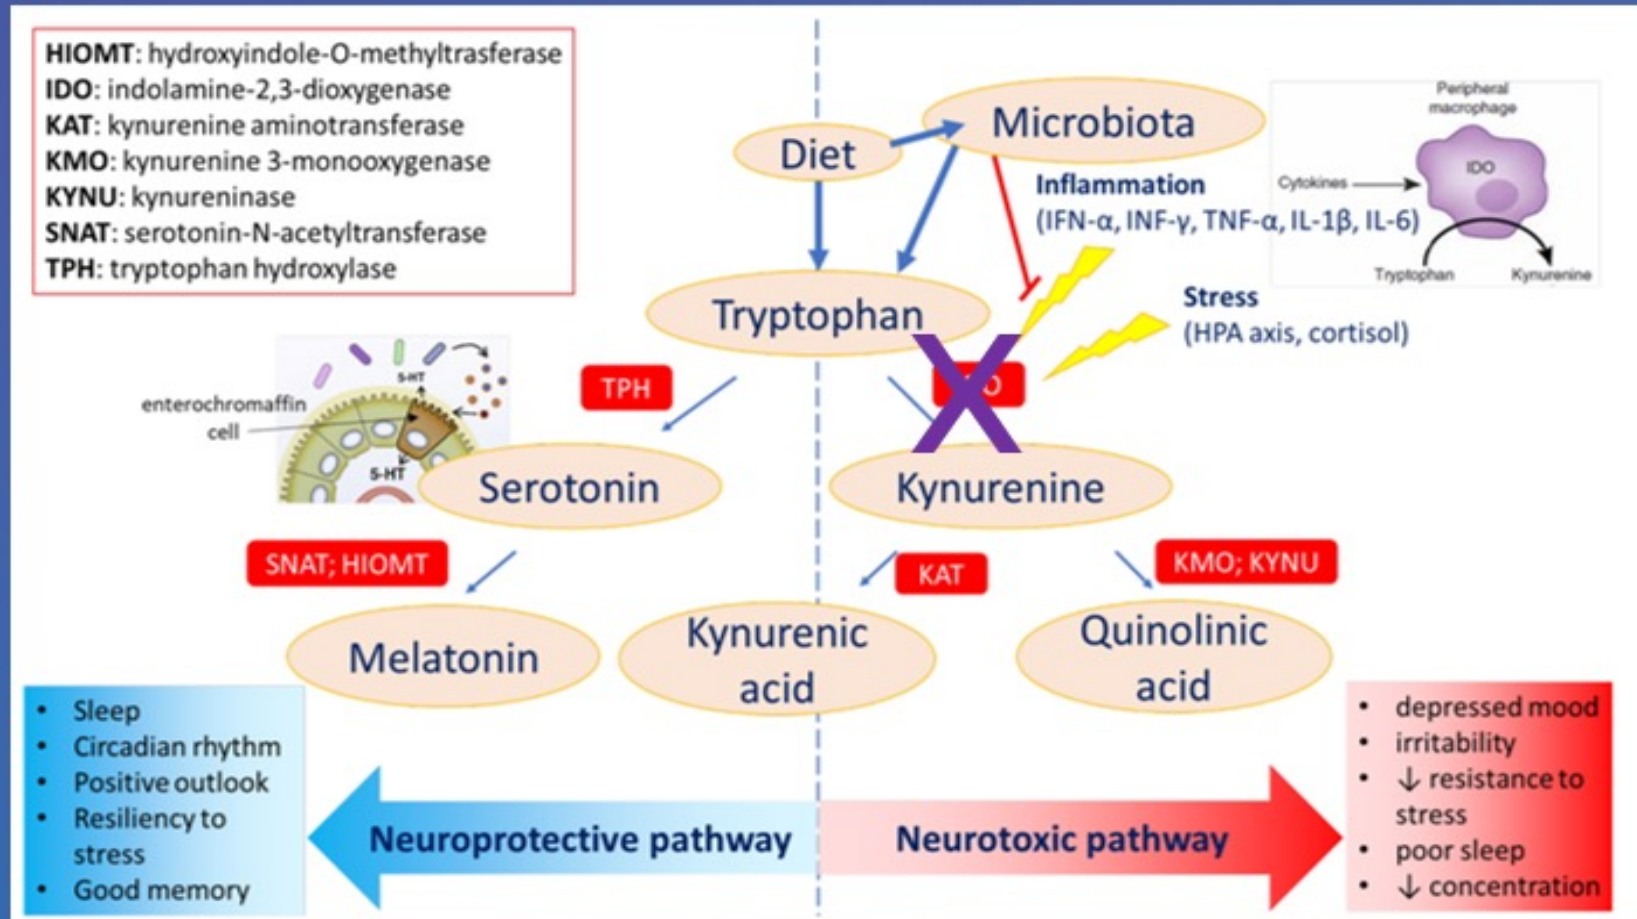 HIOMT: hydroxyindole-O-methyltrasferase
IDO: indolamine-2,3-dioxygenase
KAT: kynurenine aminotransferase
KMO: kynurenine 3-monooxygenase
KYNU: kynureninase
SNAT: serotonin-N-acetyltransferase
TPH: tryptophan hydroxylase
Diet
Microbiota
Peripheral
macrophage
IDO
Cytokines
Tryptophan
Kynurenine
Inflammation
(IFN-α, INF-γ, TNF-α, IL-1β, IL-6)
Stress
(HPA axis, cortisol)
Tryptophan
TPH
enterochromaffin
cell
5-HT
5-HT
Serotonin
Kynurenine
SNAT; HIOMT
KAT
KMO; KYNU
Melatonin
Kynurenic
acid
Quinolinic
acid
• Sleep
• Circadian rhythm
• Positive outlook
• Resiliency to
stress
• Good memory
Neuroprotective pathway
Neurotoxic pathway
• depressed mood
• irritability
• ↓ resistance to
stress
• poor sleep
• ↓ concentration